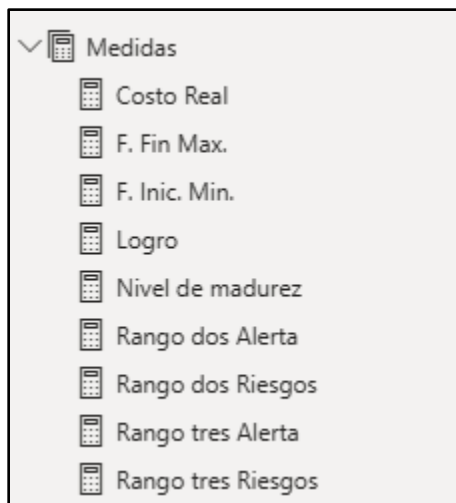 Medidas
Costo Real
F. Fin Max.
F. Inic. Min.
Logro
Nivel de madurez
Rango dos Alerta
Rango dos Riesgos
Rango tres Alerta
Rango tres Riesgos